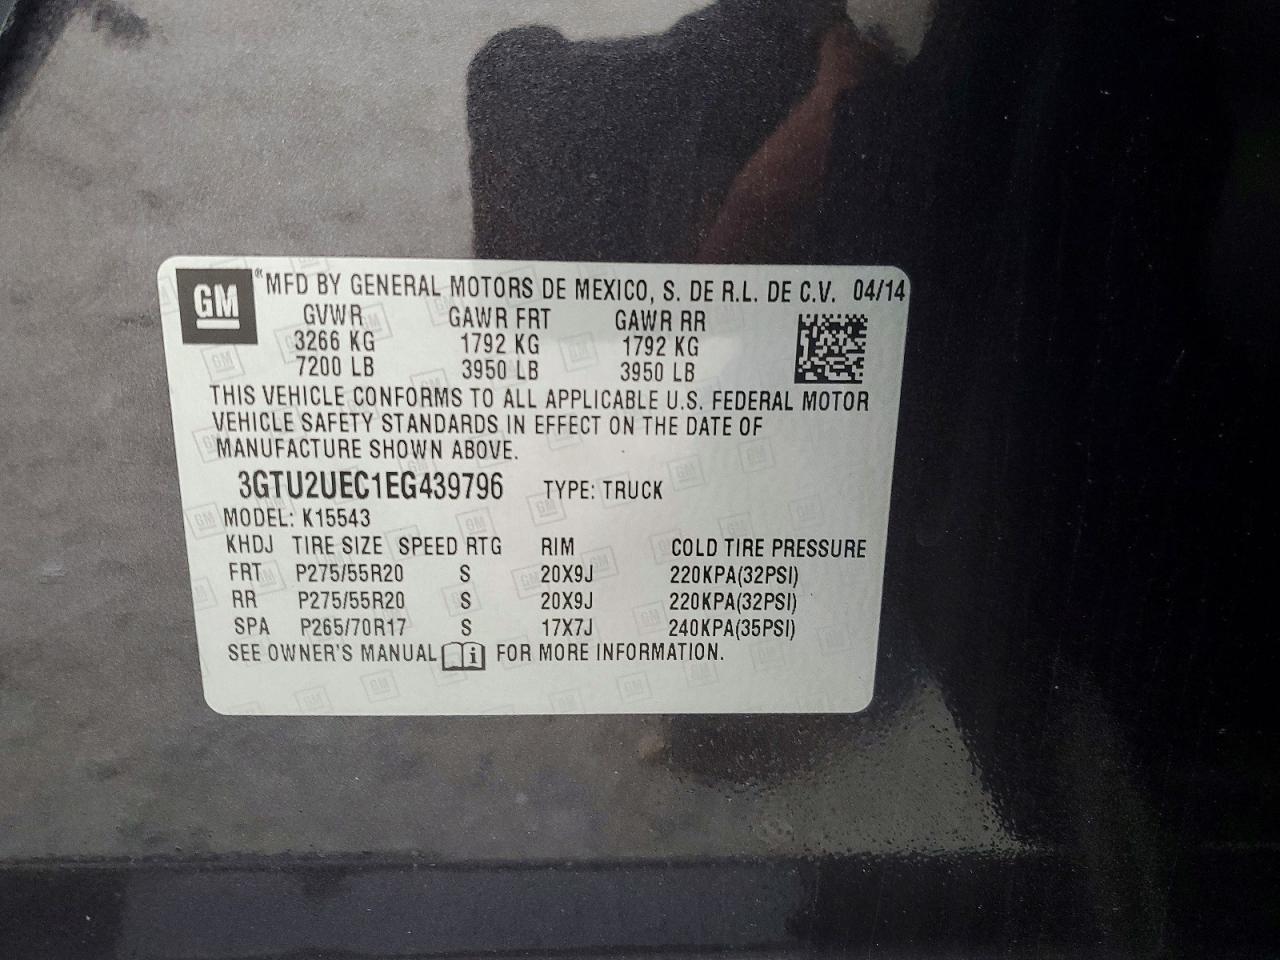 GM ® MFD BY GENERAL MOTORS DE MEXICO, S. DE R.L. DE C.V. 04/14
GVWR GAWR FRT GAWR RR
3266 KG 1792 KG 1792 KG
7200 LB 3950 LB 3950 LB
THIS VEHICLE CONFORMS TO ALL APPLICABLE U.S. FEDERAL MOTOR
VEHICLE SAFETY STANDARDS IN EFFECT ON THE DATE OF
MANUFACTURE SHOWN ABOVE.
3GTU2UEC1EG439796 TYPE: TRUCK
MODEL: K15543
KHDJ TIRE SIZE SPEED RTG RIM COLD TIRE PRESSURE
FRT P275/55R20 S 20X9J 220KPA(32PSI)
RR P275/55R20 S 20X9J 220KPA(32PSI)
SPA P265/70R17 S 17X7J 240KPA(35PSI)
SEE OWNER'S MANUAL i FOR MORE INFORMATION.